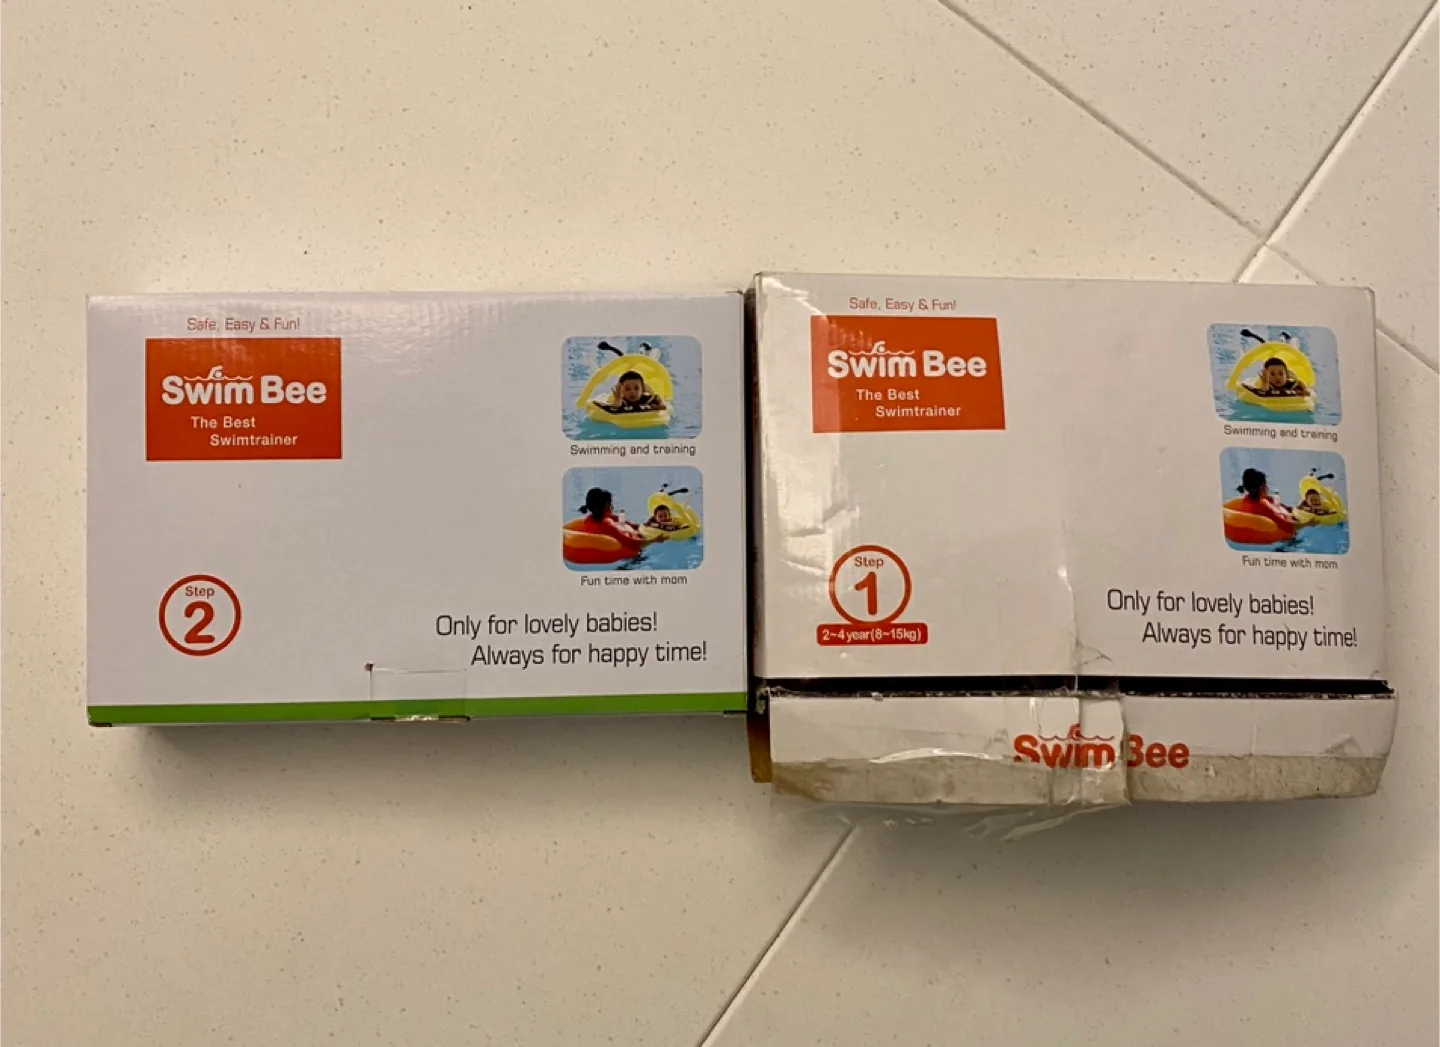 Safe, Easy & Fun!
Swim Bee
The Best
Swimtrainer
Swimming and training
Fun time with mom
Step
2
Only for lovely babies!
Always for happy time!
Safe, Easy & Fun!
Swim Bee
The Best
Swimtrainer
Swimming and training
Fun time with mom
Step
1
2~4year(8~15kg)
Only for lovely babies!
Always for happy time!
Swim Bee